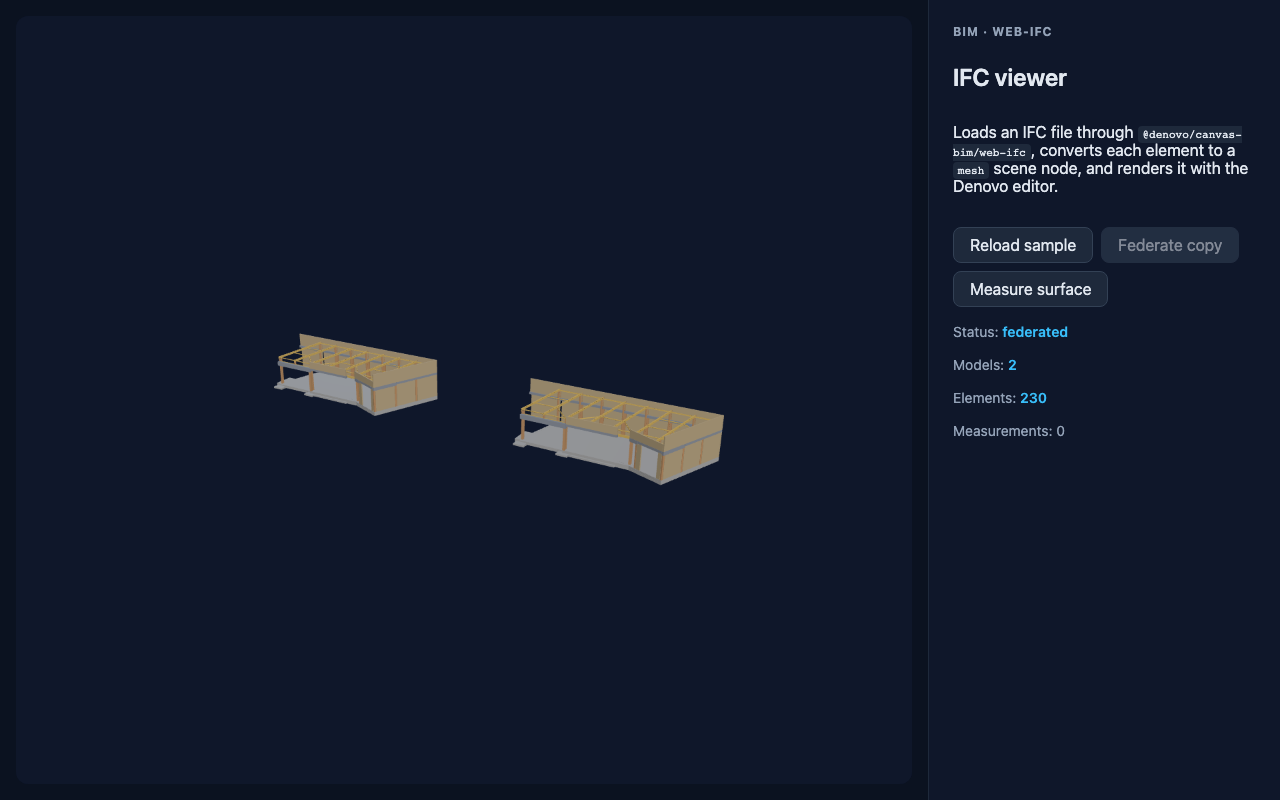 BIM · WEB-IFC
IFC viewer
Loads an IFC file through @denovo/canvas-
bim/web-ifc, converts each element to a
mesh scene node, and renders it with the
Denovo editor.
Reload sample
Federate copy
Measure surface
Status: federated
Models: 2
Elements: 230
Measurements: 0